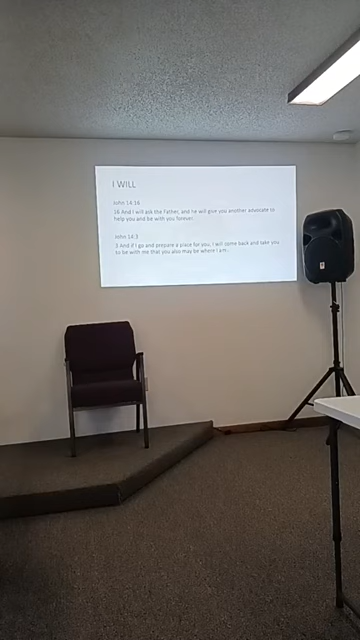 I WILL
John 14:16
16 And I will ask the Father, and he will give you another advocate to
help you and be with you forever
John 14:3
3 And if I go and prepare a place for you, I will come back and take you
to be with me that you also may be where I am.